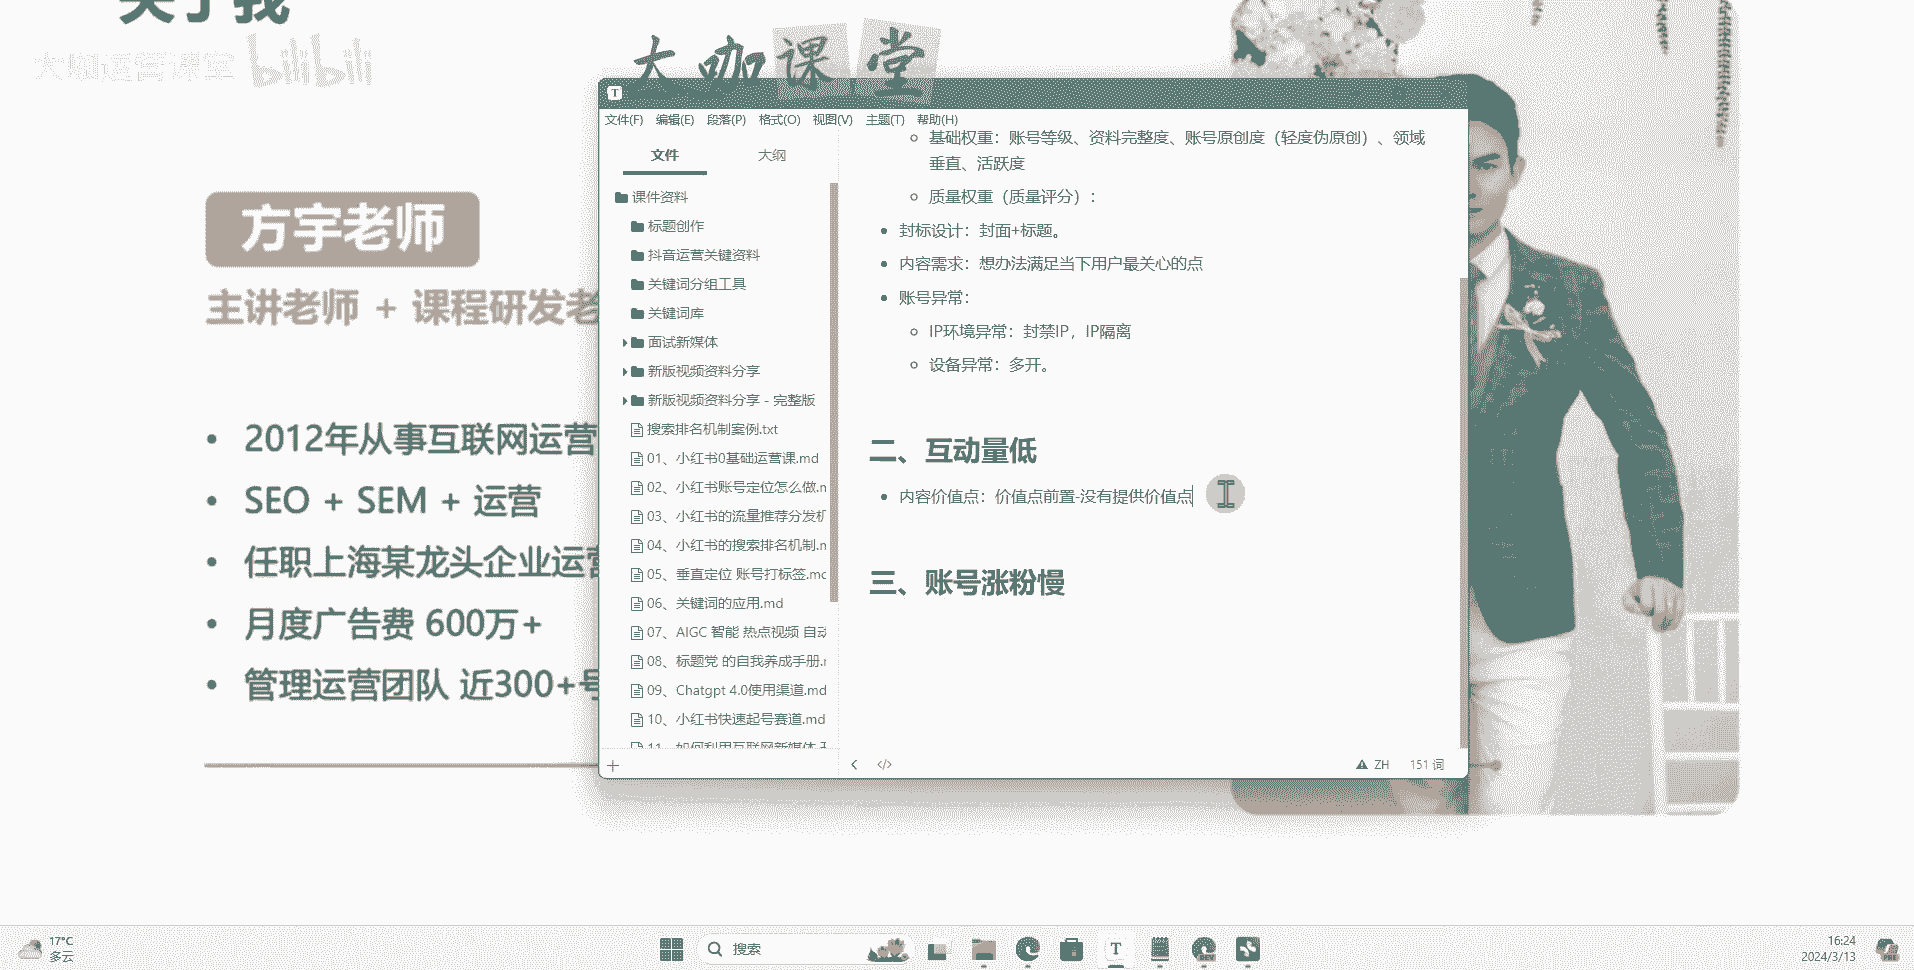 关于我
大咖运营课堂 bilibili
大咖课堂
方宇老师
主讲老师 + 课程研发老
2012年从事互联网运营
SEO + SEM + 运营
任职上海某龙头企业运营
月度广告费 600万+
管理运营团队 近300+号
T
文件(F) 编辑(E) 段落(P) 格式(O) 视图(V) 主题(T) 帮助(H)
文件 大纲
课件资料
标题创作
抖音运营关键资料
关键词分组工具
关键词库
面试新媒体
新版视频资料分享
新版视频资料分享 - 完整版
搜索排名机制案例.txt
01、小红书0基础运营课.md
02、小红书账号定位怎么做.m
03、小红书的流量推荐分发机
04、小红书的搜索排名机制.m
05、垂直定位 账号打标签.md
06、关键词的应用.md
07、AIGC 智能 热点视频 自动
08、标题党 的自我养成手册.m
09、Chatgpt 4.0使用渠道.md
10、小红书快速起号赛道.md
11、如何利用互联网新媒体
基础权重：账号等级、资料完整度、账号原创度（轻度伪原创）、领域
垂直、活跃度
质量权重（质量评分）：
封标设计：封面+标题。
内容需求：想办法满足当下用户最关心的点
账号异常：
IP环境异常：封禁IP，IP隔离
设备异常：多开。
二、互动量低
内容价值点：价值点前置-没有提供价值点
三、账号涨粉慢
ZH 151 词
17°C
多云
搜索
16:24
2024/3/13